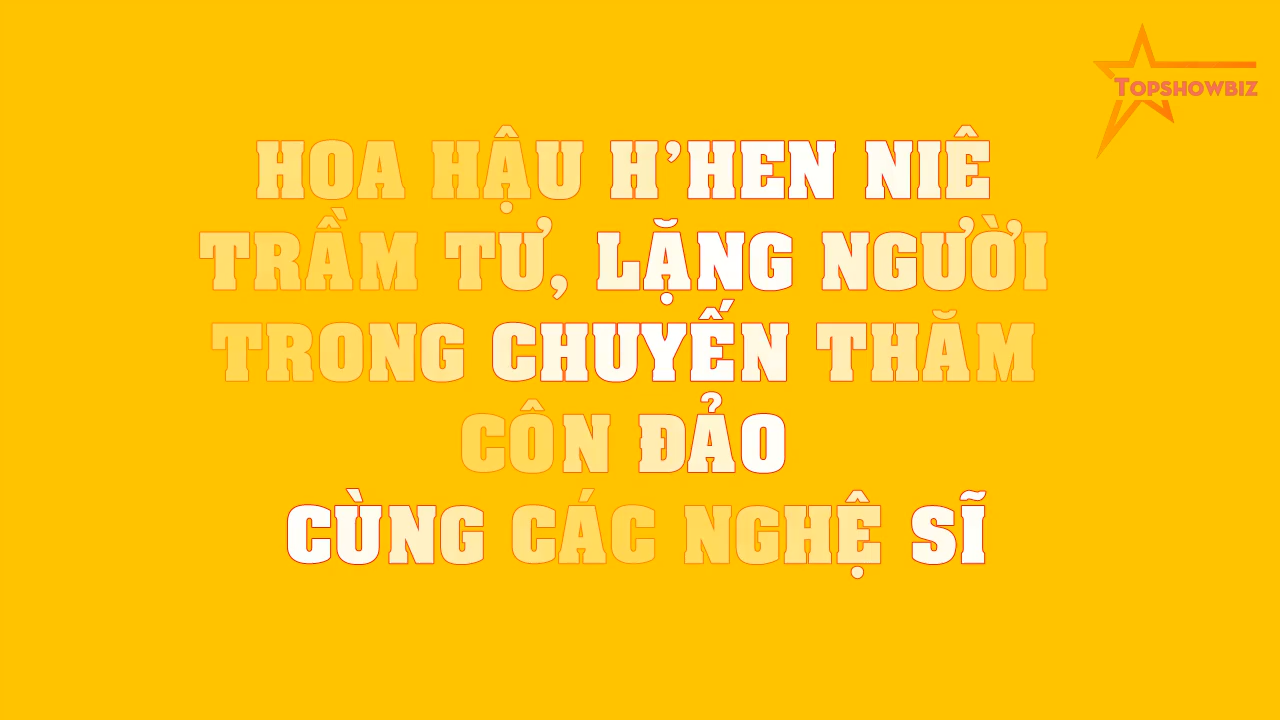 TOPSHOWBIZ
HOA HẬU H’HEN NIÊ
TRẦM TƯ, LẶNG NGƯỜI
TRONG CHUYẾN THĂM
CÔN ĐẢO
CÙNG CÁC NGHỆ SĨ